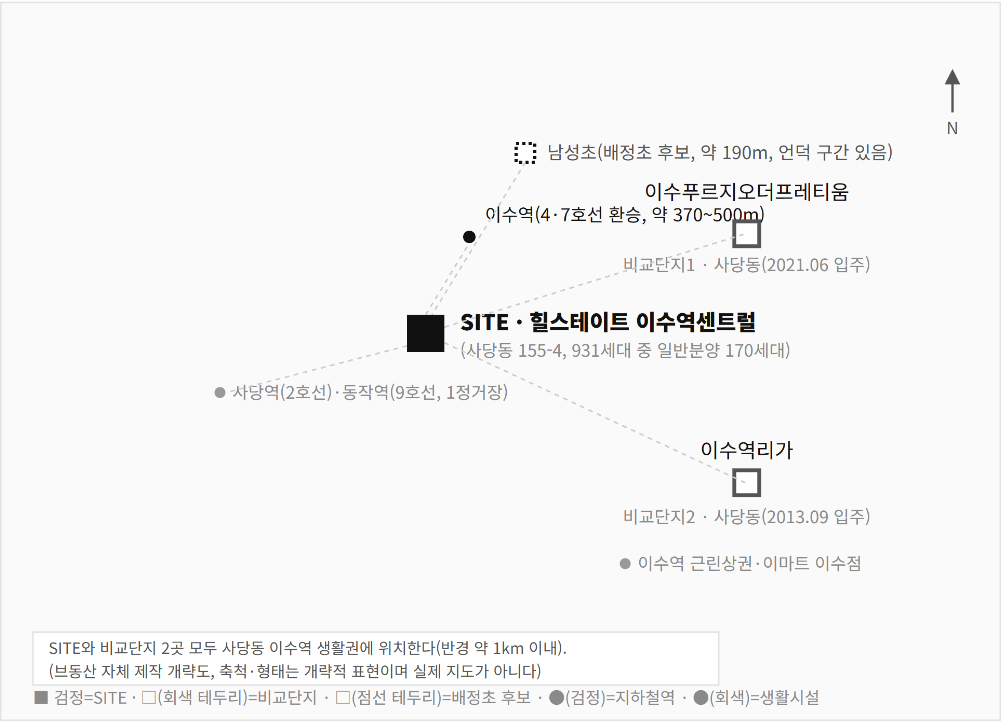 N
남성초(배정초 후보, 약 190m, 언덕 구간 있음)
이수푸르지오더프레티움
이수역(4·7호선 환승, 약 370~500m)
비교단지1 · 사당동(2021.06 입주)
SITE · 힐스테이트 이수역센트럴
(사당동 155-4, 931세대 중 일반분양 170세대)
사당역(2호선)·동작역(9호선, 1정거장)
이수역리가
비교단지2 · 사당동(2013.09 입주)
이수역 근린상권·이마트 이수점
SITE와 비교단지 2곳 모두 사당동 이수역 생활권에 위치한다(반경 약 1km 이내).
(브동산 자체 제작 개략도, 축척·형태는 개략적 표현이며 실제 지도가 아니다)
■ 검정=SITE · □(회색 테두리)=비교단지 · □(점선 테두리)=배정초 후보 · ●(검정)=지하철역 · ●(회색)=생활시설